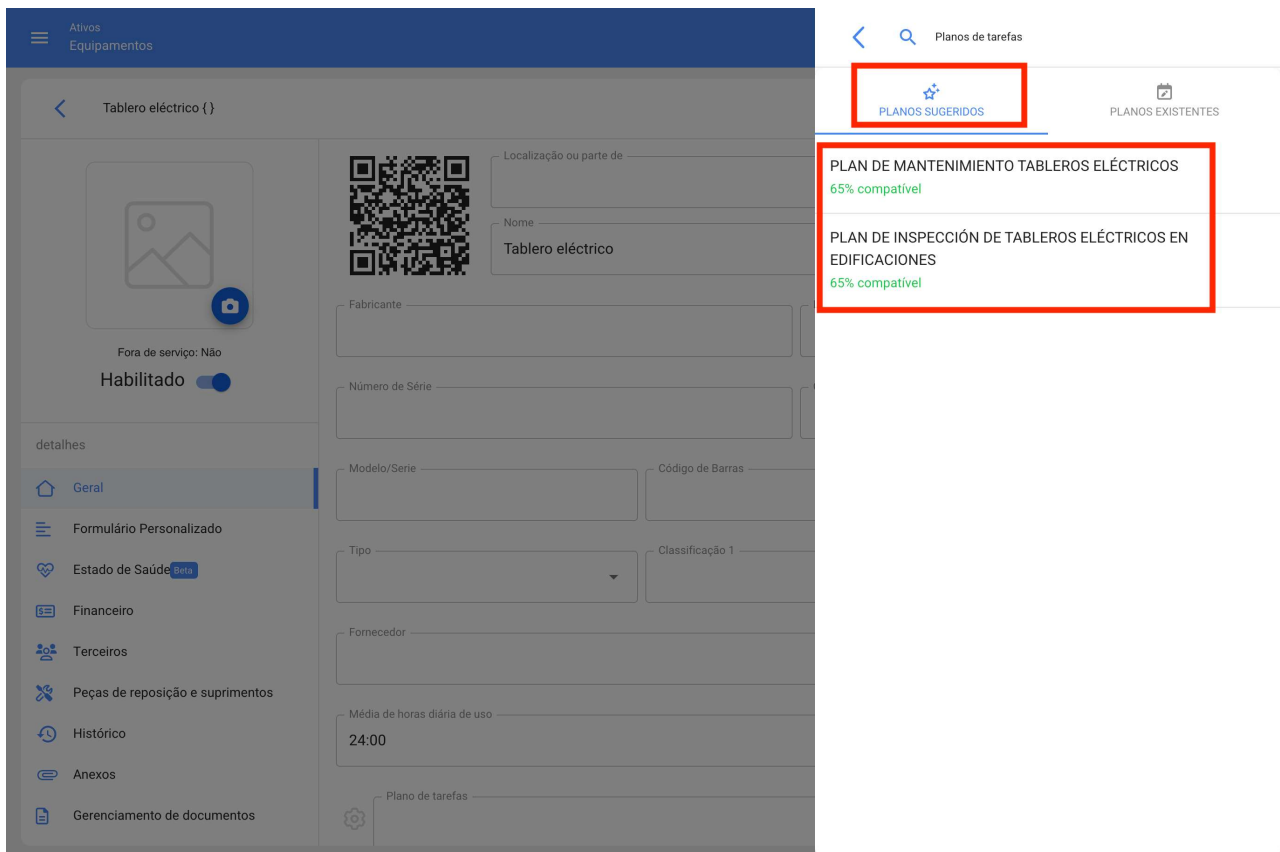 Ativos
Equipamentos
Tablero eléctrico { }
Fora de serviço: Não
Habilitado
detalhes
Geral
Formulário Personalizado
Estado de Saúde Beta
Financeiro
Terceiros
Peças de reposição e suprimentos
Histórico
Anexos
Gerenciamento de documentos
Localização ou parte de
Nome
Tablero eléctrico
Fabricante
Número de Série
Modelo/Serie
Código de Barras
Tipo
Classificação 1
Fornecedor
Média de horas diária de uso
24:00
Plano de tarefas
Planos de tarefas
PLANOS SUGERIDOS
PLANOS EXISTENTES
PLAN DE MANTENIMIENTO TABLEROS ELÉCTRICOS
65% compatível
PLAN DE INSPECCIÓN DE TABLEROS ELÉCTRICOS EN
EDIFICACIONES
65% compatível